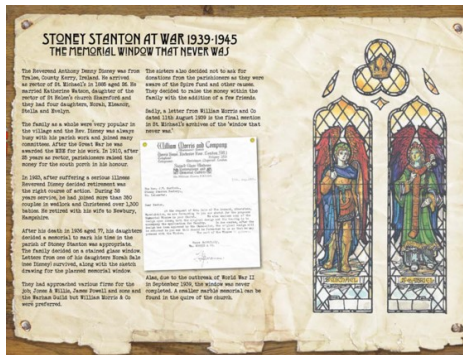 STONEY STANTON AT WAR 1939-1945
THE MEMORIAL WINDOW THAT NEVER WAS
The Reverend Anthony Denny Disney was from
Tralee, County Kerry, Ireland. He arrived
as rector of St. Michael's in
married Katherine Watson, daughter of the
rector of St Helen's church Sharnford and
they had four daughters, Norah, Eleanor,
Stella and Evelyn.
The family as a whole were very popular in
the village and the Rev. Disney was always
busy with his parish work and joined many
committees. After the Great War he was
awarded the MBE for his work. In 1910, after
25 years as rector, parishioners raised the
money for the south porch in his honour.
In 1923, after suffering a serious illness
Reverend Disney decided retirement was
the right course of action. During 38
years service, he had joined more than 350
couples in wedlock and Christened over 1,300
babies. He retired with his wife to Newbury,
Hampshire.
After his death in 1936 aged 77, his daughters
decided a memorial to mark his time in the
parish of Stoney Stanton was appropriate.
The family decided on a stained glass window.
Letters from one of his daughters Norah Sale
(nee Disney) survived, along with the sketch
drawing for the planned memorial window.
They had approached various firms for the
job; Jones & Willis, James Powell and sons and
the Warham Guild but William Morris & Co
were their final choice.
The sisters also decided not to ask for
donations from the parishioners as they were
aware of the Spire Fund and other causes.
They decided to raise the money within the
family with the addition of a few friends.
Sadly, a letter from William Morris and Co
dated 11th August 1939 is the final mention
in St. Michael's archives of the 'window that
never was'.
William Morris and Company
Also, due to the outbreak of World War II
in September 1939, the window was never
completed. A smaller marble memorial can be
found in the quire of the church.